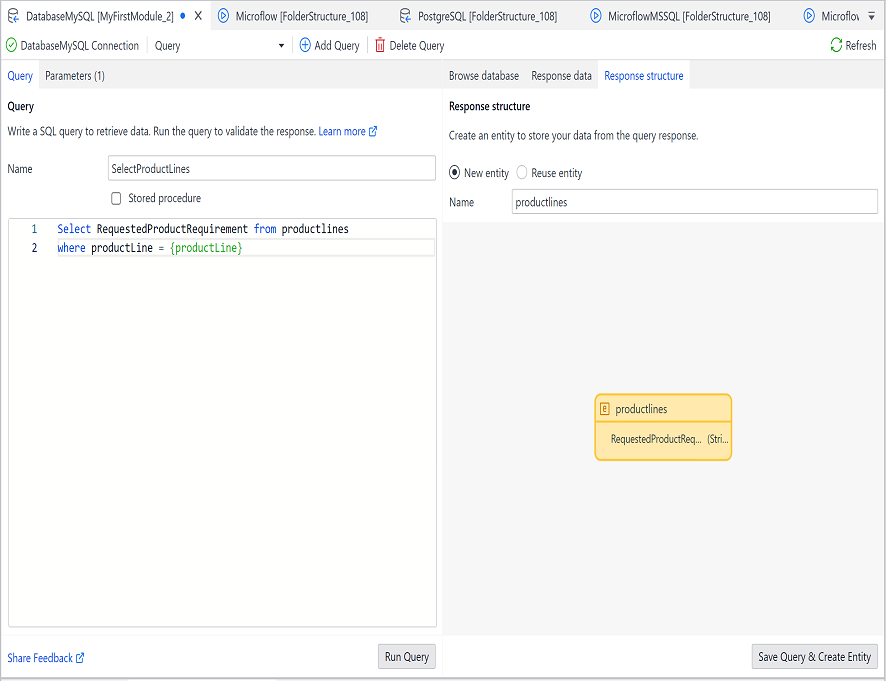 DatabaseMySQL [MyFirstModule_2] Microflow [FolderStructure_108] PostgreSQL [FolderStructure_108] MicroflowMSSQL [FolderStructure_108] Microflov
DatabaseMySQL Connection Query Add Query Delete Query Refresh
Query Parameters (1)
Query
Write a SQL query to retrieve data. Run the query to validate the response. Learn more
Name SelectProductLines
Stored procedure
1 Select RequestedProductRequirement from productlines
2 where productLine = {productLine}
Share Feedback Run Query
Browse database Response data Response structure
Response structure
Create an entity to store your data from the query response.
New entity Reuse entity
Name productlines
productlines
RequestedProductReq... (Stri...
Save Query & Create Entity